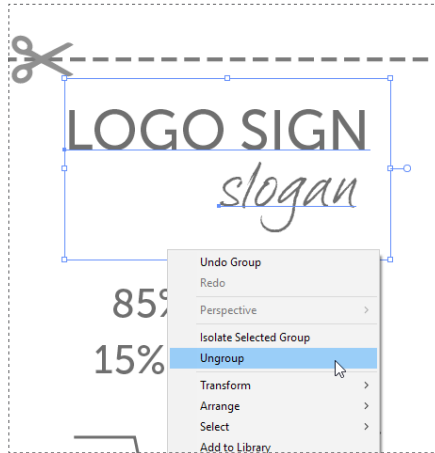 LOGO SIGN
slogan
85%
15%
Undo Group
Redo
Perspective
Isolate Selected Group
Ungroup
Transform
Arrange
Select
Add to Library